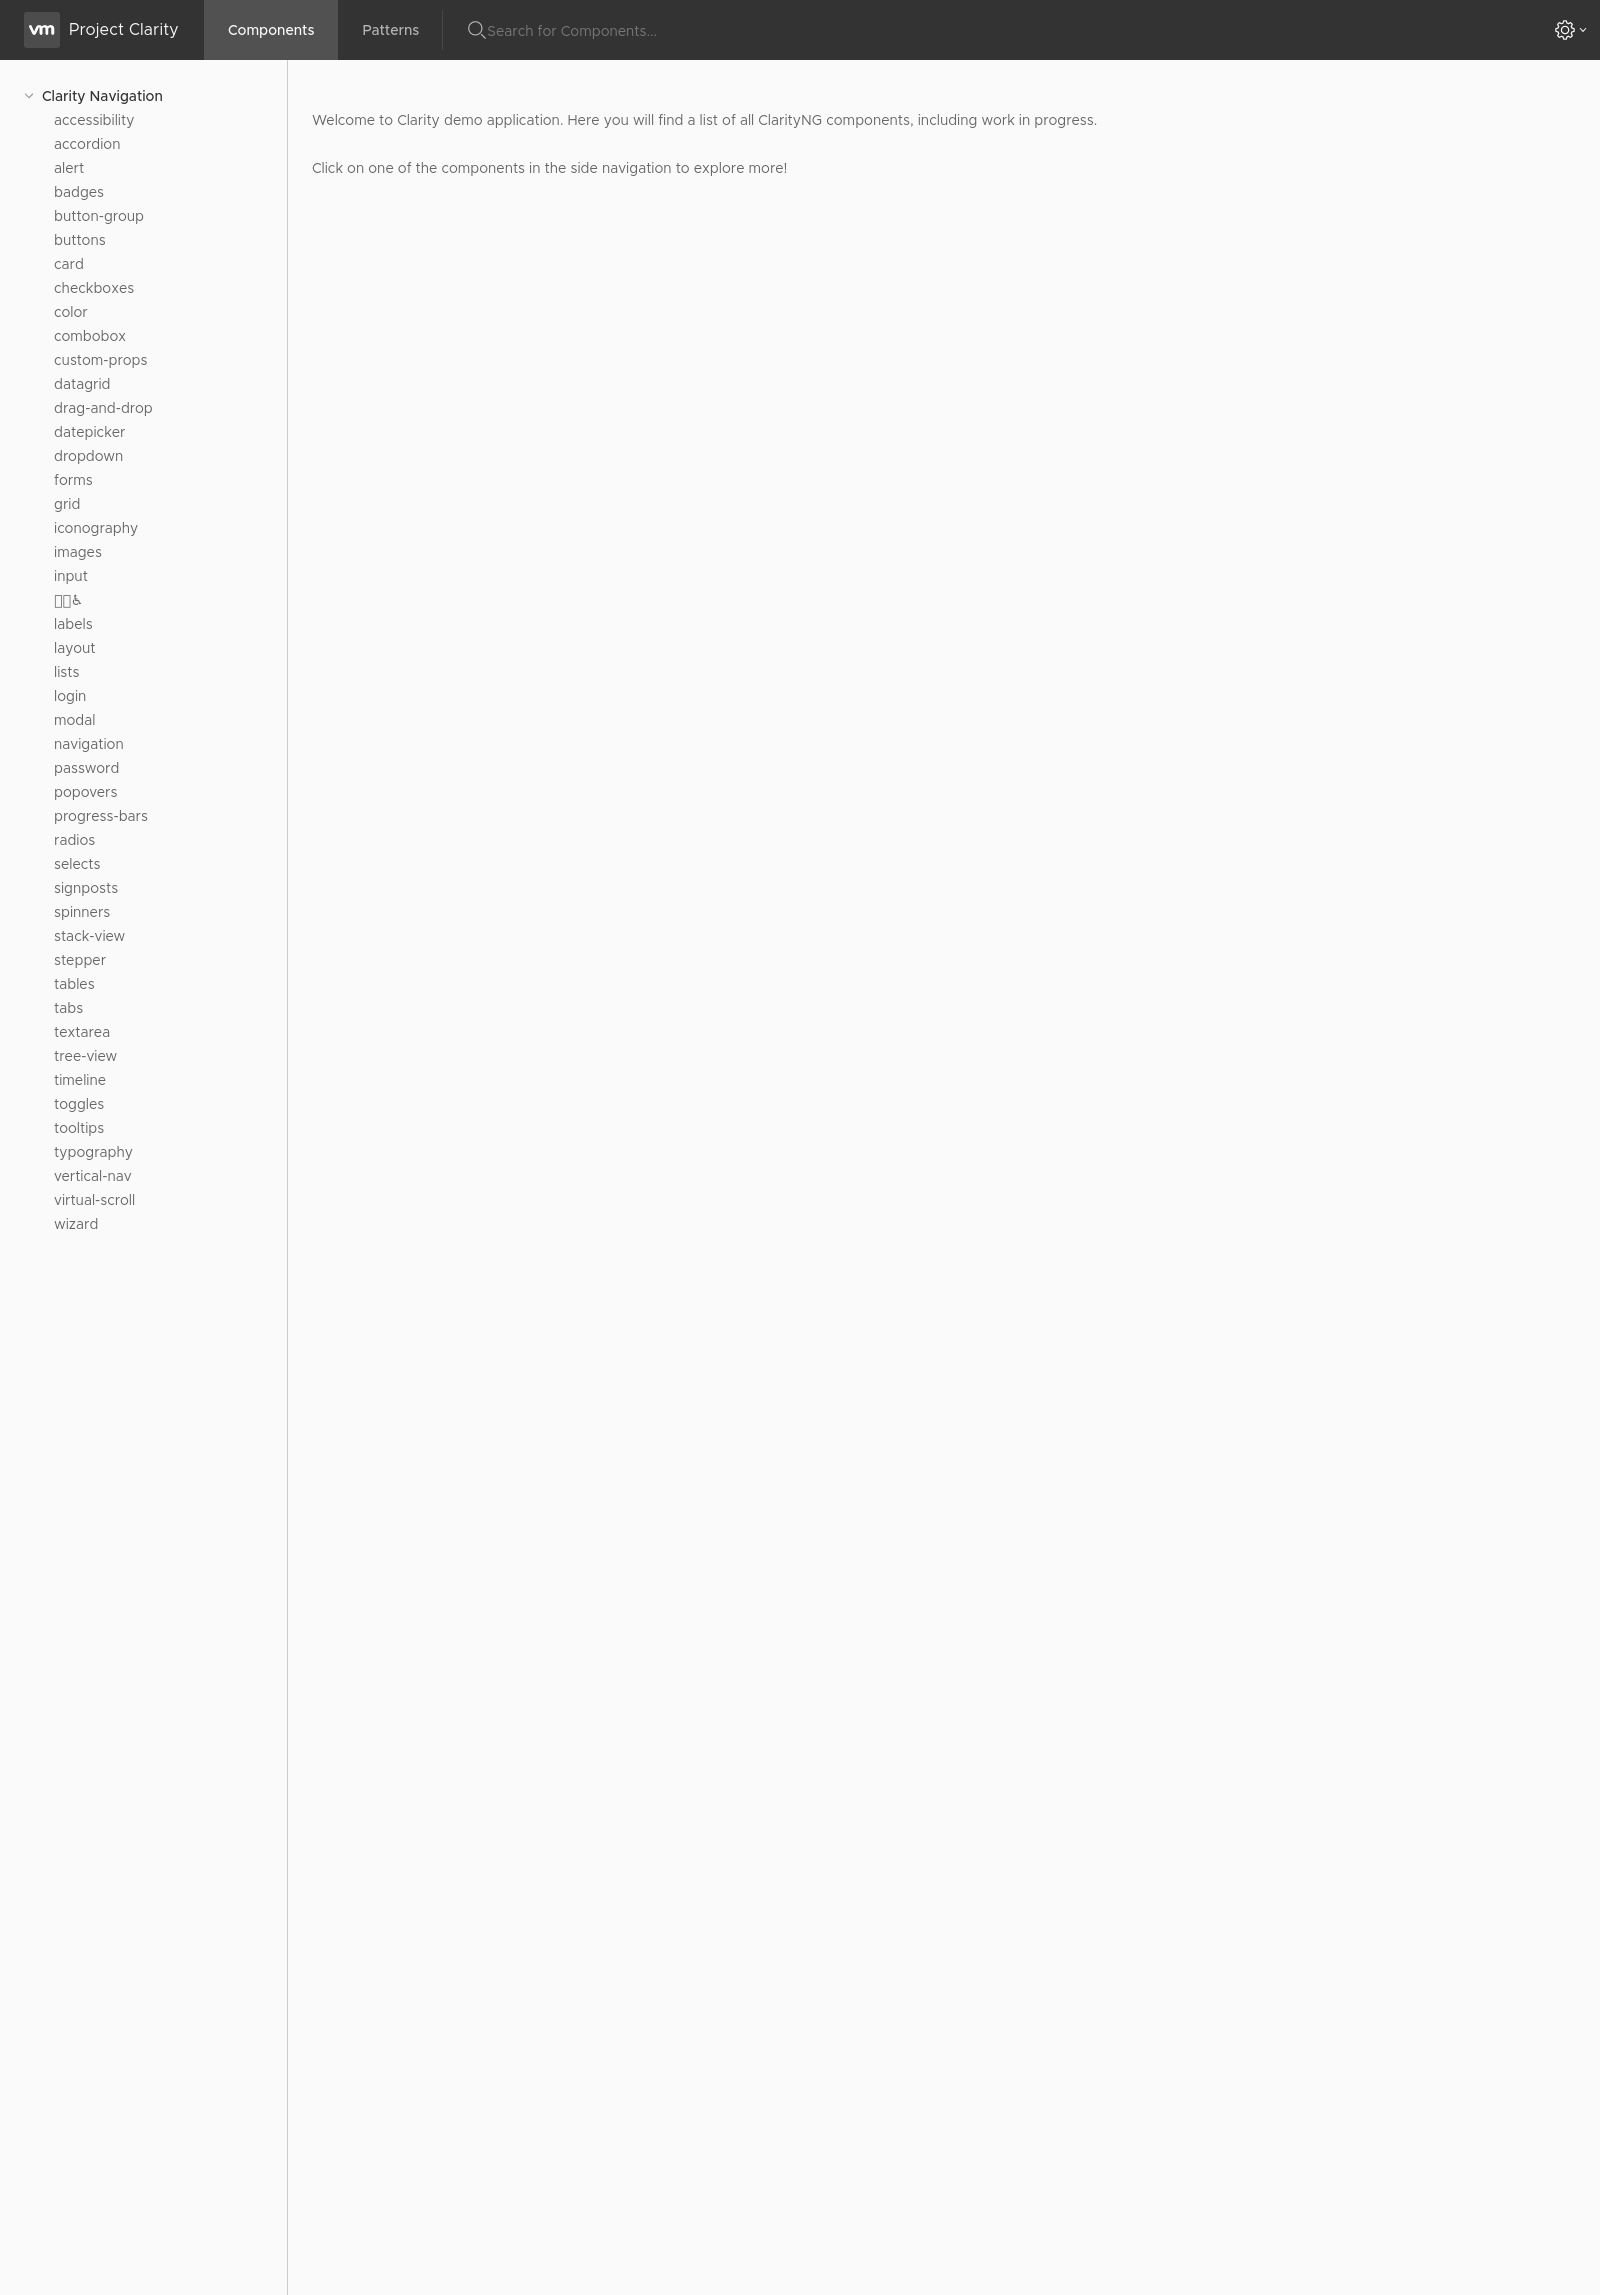 vm Project Clarity Components Patterns Search for Components...
Clarity Navigation
accessibility
Welcome to Clarity demo application. Here you will find a list of all ClarityNG components, including work in progress.
accordion
alert
Click on one of the components in the side navigation to explore more!
badges
button-group
buttons
card
checkboxes
color
combobox
custom-props
datagrid
drag-and-drop
datepicker
dropdown
forms
grid
iconography
images
input
♿
labels
layout
lists
login
modal
navigation
password
popovers
progress-bars
radios
selects
signposts
spinners
stack-view
stepper
tables
tabs
textarea
tree-view
timeline
toggles
tooltips
typography
vertical-nav
virtual-scroll
wizard